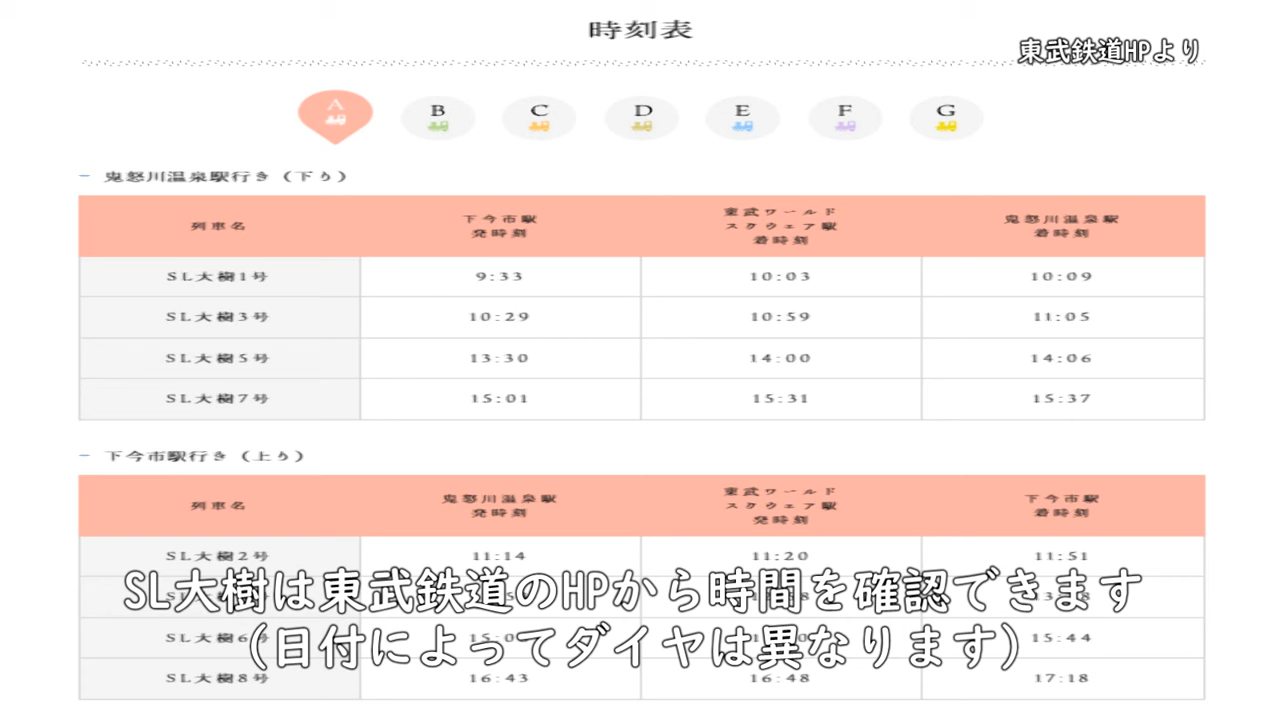 時刻表
東武鉄道HPより
A B C D E F G
鬼怒川温泉駅行き（下り）
列車名 下今市駅 発時刻 東武ワールド スクウェア駅 着時刻 鬼怒川温泉駅 着時刻
SL大樹1号 9:33 10:03 10:09
SL大樹3号 10:29 10:59 11:05
SL大樹5号 13:30 14:00 14:06
SL大樹7号 15:01 15:31 15:37
下今市駅行き（上り）
列車名 鬼怒川温泉駅 発時刻 東武ワールド スクウェア駅 発時刻 下今市駅 着時刻
SL大樹2号 11:14 11:20 11:51
SL大樹は東武鉄道のHPから時間を確認できます
SL大樹6号 15:44
（日付によってダイヤは異なります）
SL大樹8号 16:43 16:48 17:18